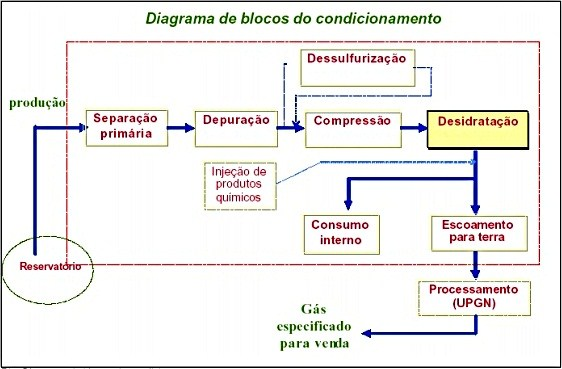 Diagrama de blocos do condicionamento
Dessulfurização
produção
Separação
primária
Depuração
Compressão
Desidratação
Injeção de
produtos
químicos
Consumo
interno
Escoamento
para terra
Reservatório
Processamento
(UPGN)
Gás
especificado
para venda